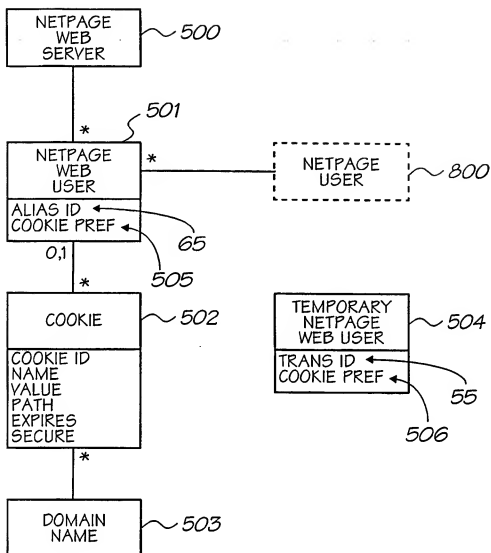 NETPAGE
WEB
SERVER
500
*
501
NETPAGE
WEB
USER
*
NETPAGE
USER
800
ALIAS ID
COOKIE PREF
65
505
0,1
*
COOKIE
502
COOKIE ID
NAME
VALUE
PATH
EXPIRES
SECURE
TEMPORARY
NETPAGE
WEB USER
504
TRANS ID
COOKIE PREF
55
506
*
DOMAIN
NAME
503